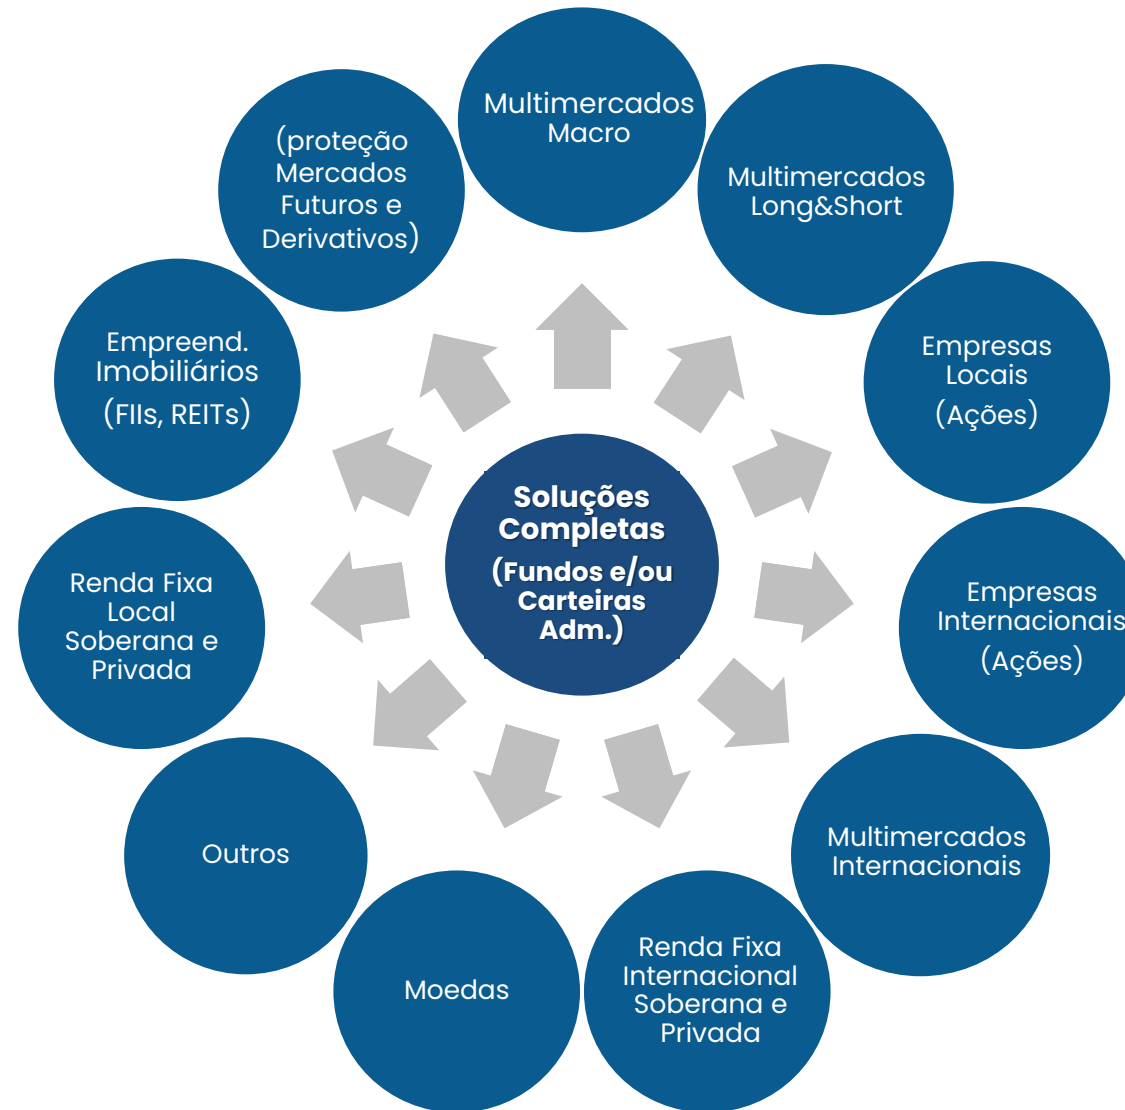 Multimercados
Macro
Multimercados
Long&Short
Empresas
Locais
(Ações)
Empresas
Internacionais
(Ações)
Multimercados
Internacionais
Renda Fixa
Internacional
Soberana e
Privada
Moedas
Outros
Renda Fixa
Local
Soberana e
Privada
Empreend.
Imobiliários
(FIIs, REITs)
(proteção
Mercados
Futuros e
Derivativos)
Soluções
Completas
(Fundos e/ou
Carteiras
Adm.)